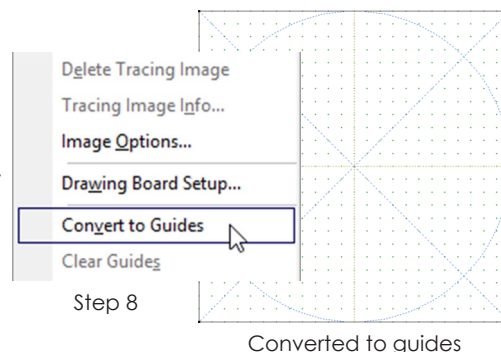 Delete Tracing Image
Tracing Image Info...
Image Options...
Drawing Board Setup...
Convert to Guides
Clear Guides
Step 8
Converted to guides